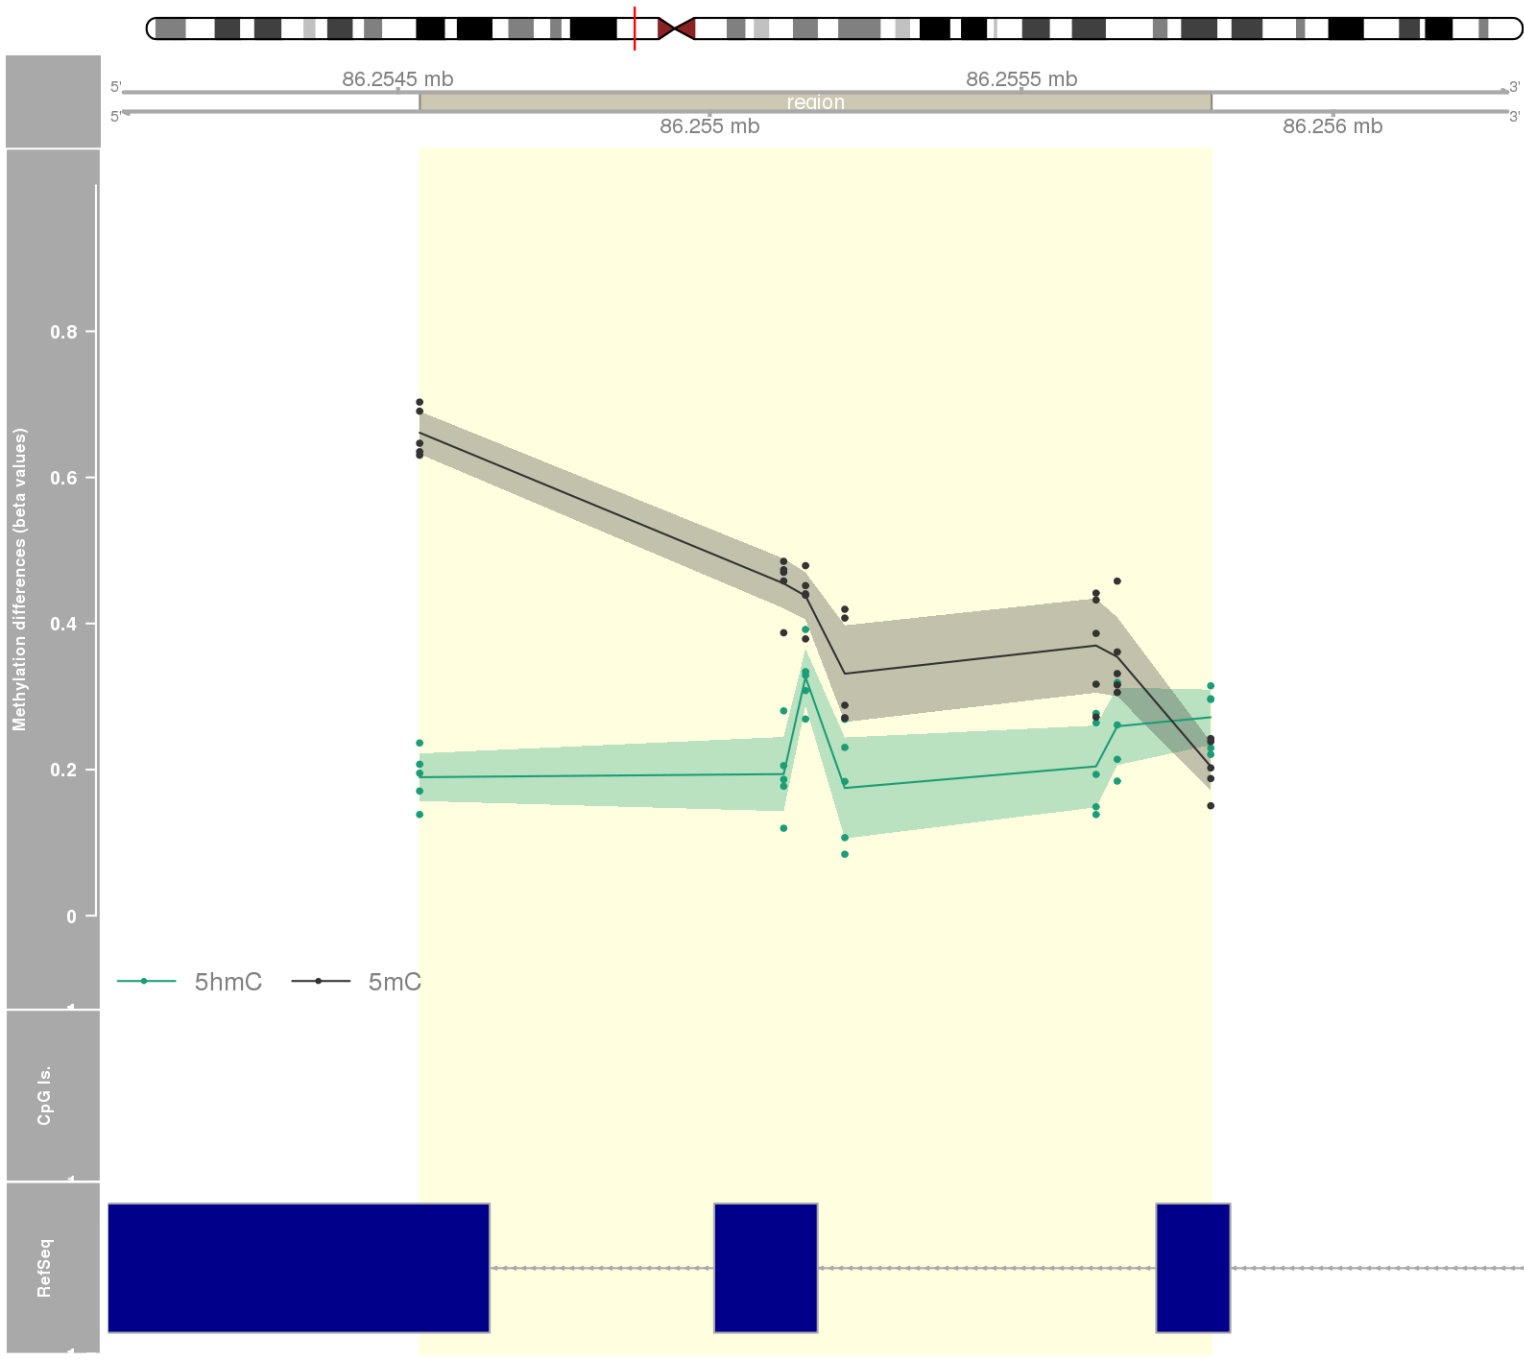 86.2545 mb 86.2555 mb
5' 3'
region
5' 3'
86.255 mb 86.256 mb
Methylation differences (beta values)
0.8
0.6
0.4
0.2
0
5hmC 5mC
CpG Is.
RefSeq